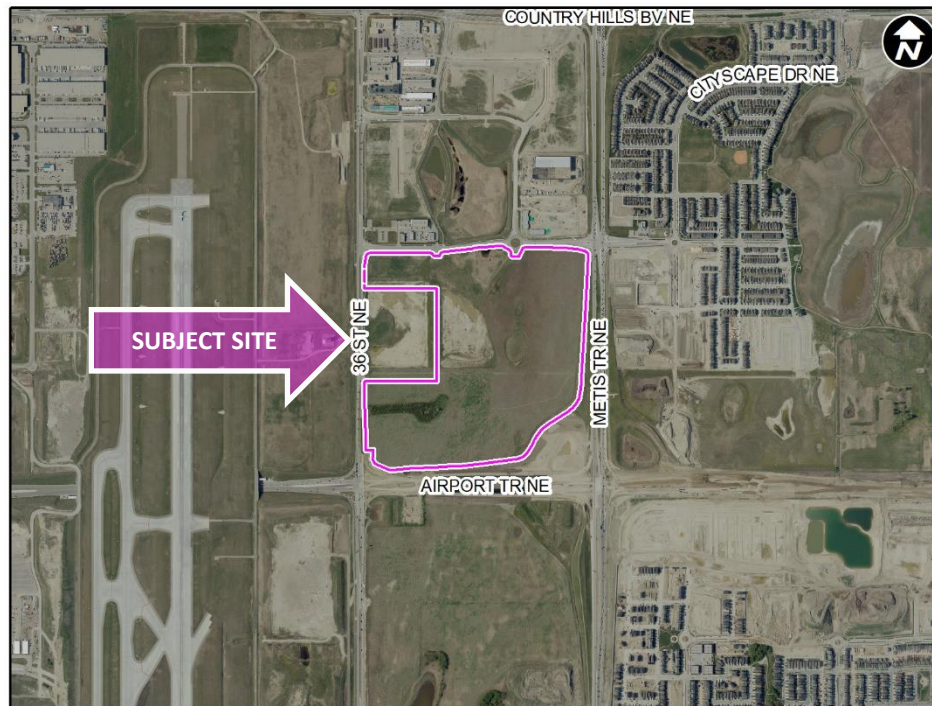 COUNTRY HILLS BV NE
N
CITYSCAPE DR NE
SUBJECT SITE
36 ST NE
METIS TR NE
AIRPORT TR NE